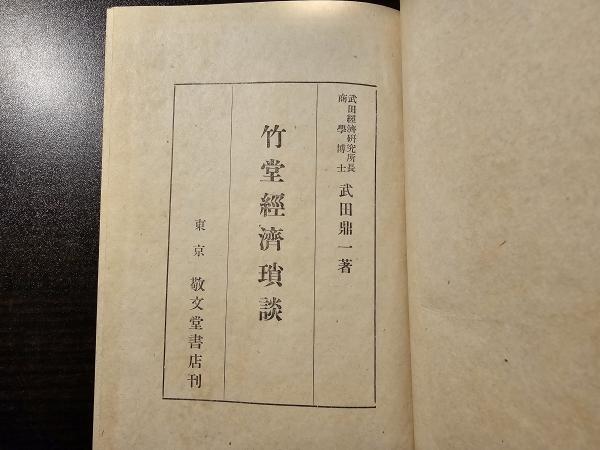 武田經濟研究所長
商學博士
武田鼎一著
竹堂經濟瑣談
東京 敬文堂書店刊